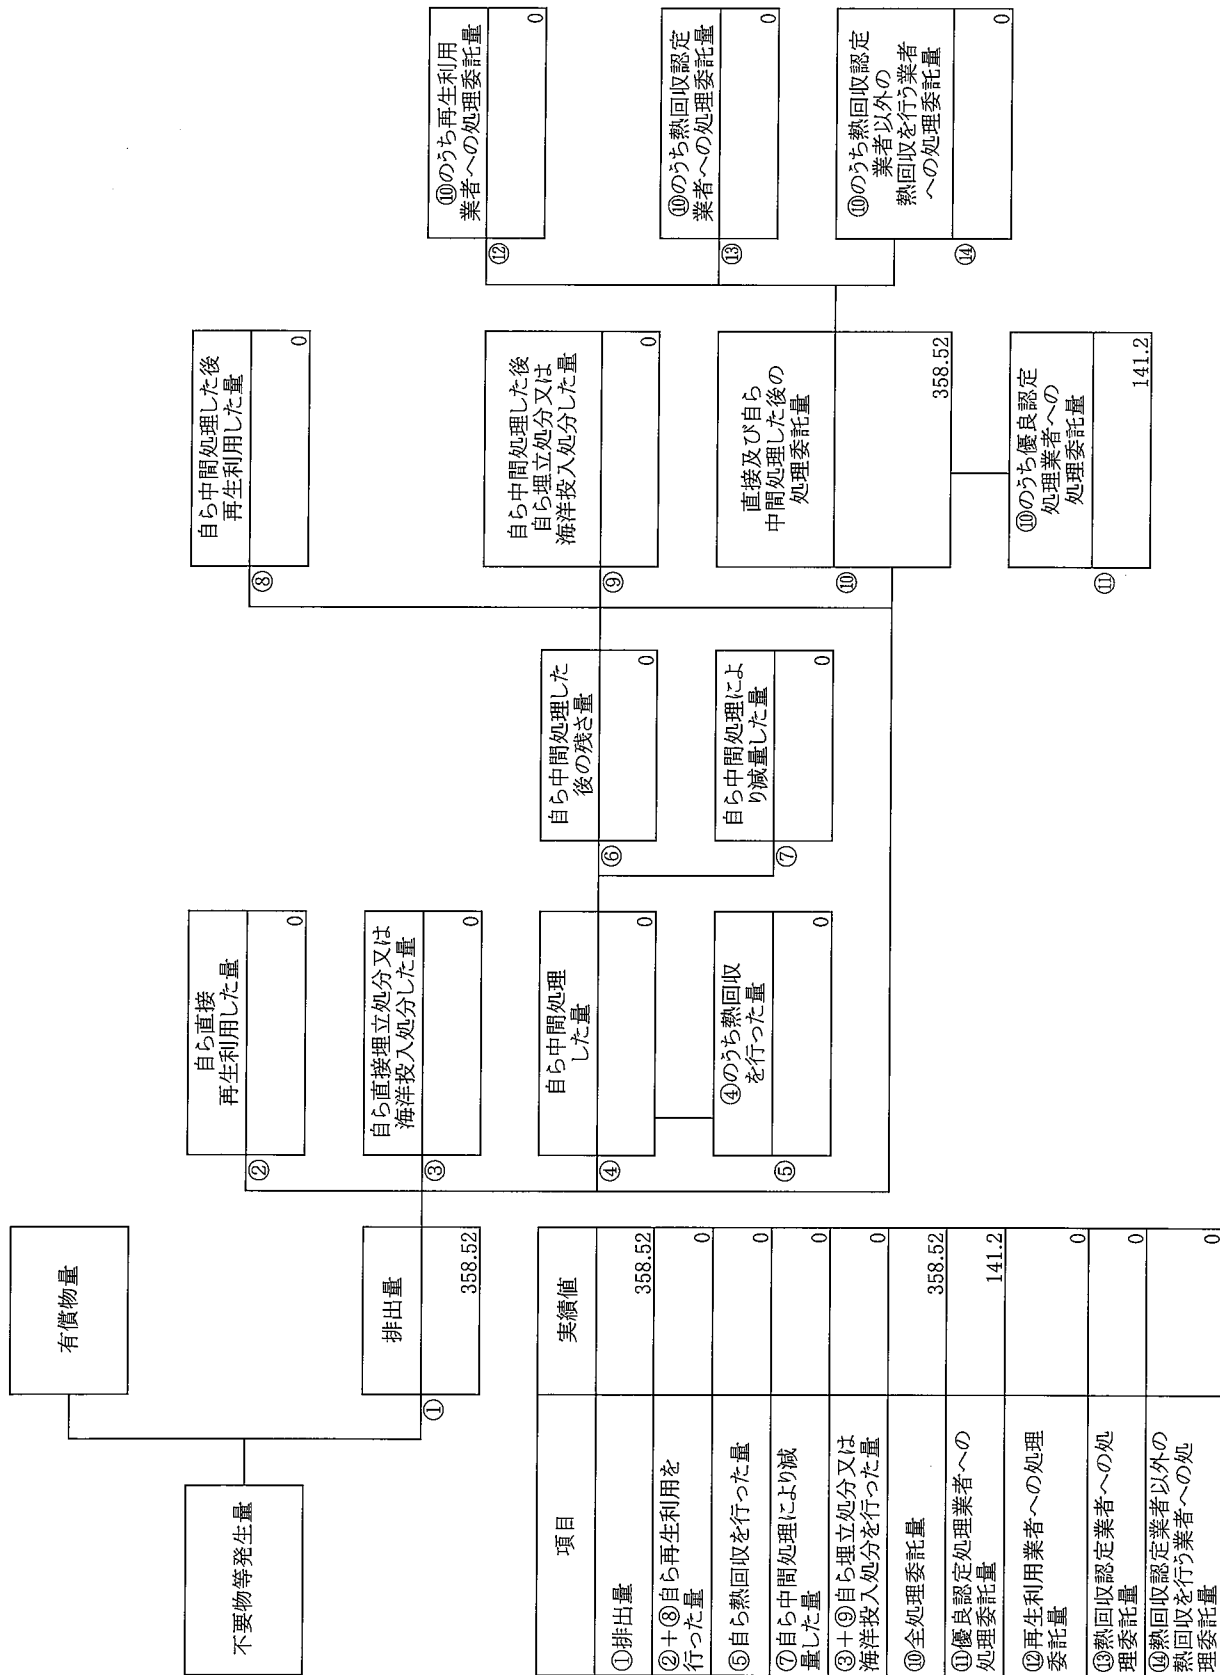 有償物量
不要物等発生量
排出量
①
358.52
自ら直接
再生利用した量
②
0
自ら直接埋立処分又は
海洋投入処分した量
③
0
自ら中間処理
した量
④
0
④のうち熱回収
を行った量
⑤
0
自ら中間処理した
後の残さ量
⑥
0
自ら中間処理によ
り減量した量
⑦
0
自ら中間処理した後
再生利用した量
⑧
0
自ら中間処理した後
自ら埋立処分又は
海洋投入処分した量
⑨
0
直接及び自ら
中間処理した後の
処理委託量
⑩
358.52
⑩のうち優良認定
処理業者への
処理委託量
⑪
141.2
⑩のうち再生利用
業者への処理委託量
⑫
0
⑩のうち熱回収認定
業者への処理委託量
⑬
0
⑩のうち熱回収認定
業者以外の
熱回収を行う業者
への処理委託量
⑭
0
項目 実績値
①排出量 358.52
②+⑧自ら再生利用を 0
行った量
⑤自ら熱回収を行った量 0
⑦自ら中間処理により減 0
量した量
③+⑨自ら埋立処分又は 0
海洋投入処分を行った量
⑩全処理委託量 358.52
⑪優良認定処理業者への 141.2
処理委託量
⑫再生利用業者への処理 0
委託量
⑬熱回収認定業者への処 0
理委託量
⑭熱回収認定業者以外の 0
熱回収を行う業者への処
理委託量